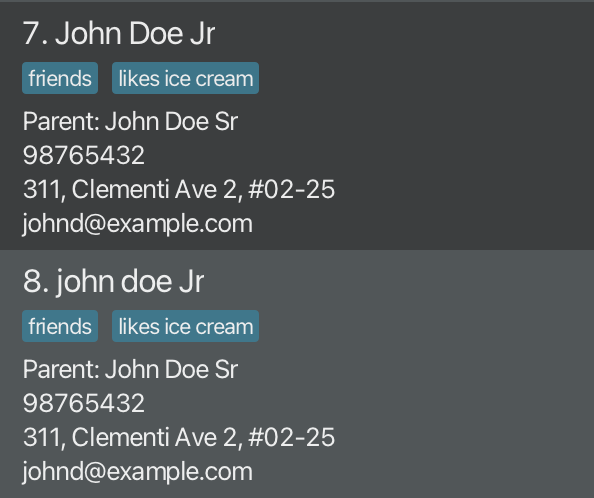 7. John Doe Jr
friends likes ice cream
Parent: John Doe Sr
98765432
311, Clementi Ave 2, #02-25
johnd@example.com
8. john doe Jr
friends likes ice cream
Parent: John Doe Sr
98765432
311, Clementi Ave 2, #02-25
johnd@example.com